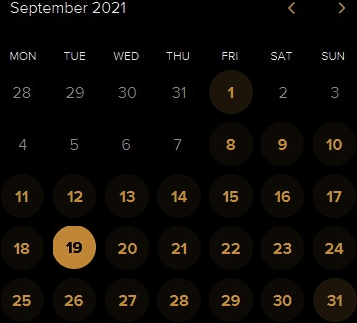 September 2021
MON TUE WED THU FRI SAT SUN
28 29 30 31 1 2 3
4 5 6 7 8 9 10
11 12 13 14 15 16 17
18 19 20 21 22 23 24
25 26 27 28 29 30 31